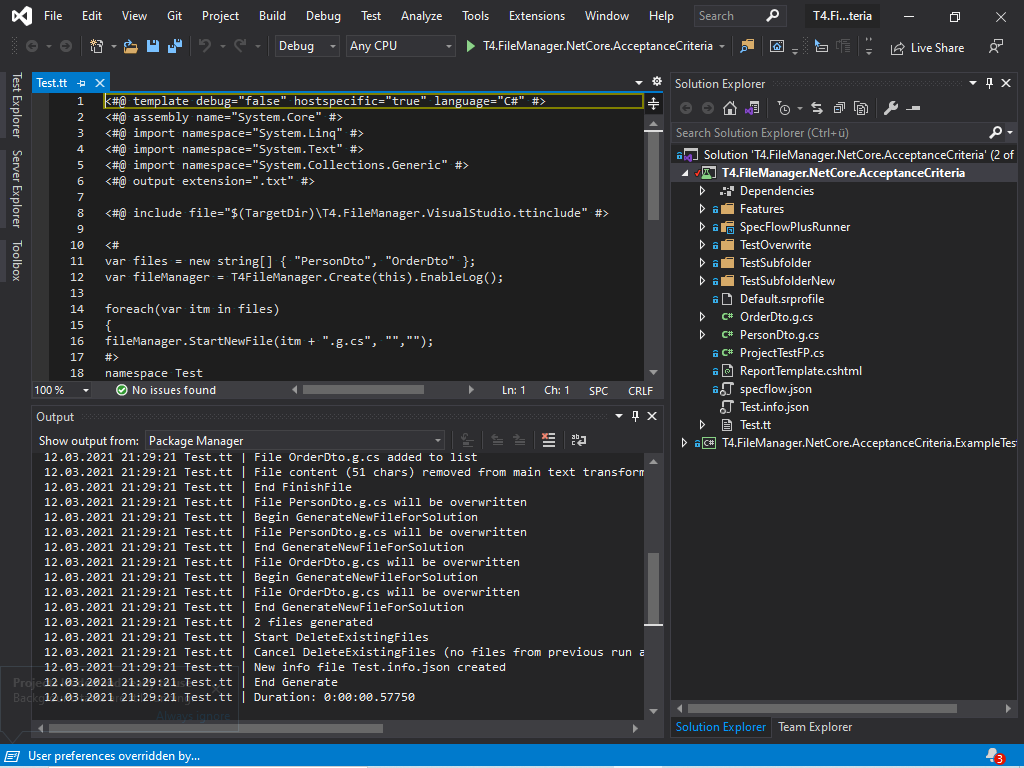 File Edit View Git Project Build Debug Test Analyze Tools Extensions Window Help Search T4.Fi...teria
Debug Any CPU T4.FileManager.NetCore.AcceptanceCriteria Live Share
Test Explorer
Server Explorer
Toolbox
Test.tt
1 <#@ template debug="false" hostspecific="true" language="C#" #>
2 <#@ assembly name="System.Core" #>
3 <#@ import namespace="System.Linq" #>
4 <#@ import namespace="System.Text" #>
5 <#@ import namespace="System.Collections.Generic" #>
6 <#@ output extension=".txt" #>
7
8 <#@ include file="$(TargetDir)\T4.FileManager.VisualStudio.ttinclude" #>
9
10 <#
11 var files = new string[] { "PersonDto", "OrderDto" };
12 var fileManager = T4FileManager.Create(this).EnableLog();
13
14 foreach(var itm in files)
15 {
16 fileManager.StartNewFile(itm + ".g.cs", "","");
17 #>
18 namespace Test
100 % No issues found Ln: 1 Ch: 1 SPC CRLF
Output
Show output from: Package Manager
12.03.2021 21:29:21 Test.tt | File OrderDto.g.cs added to list
12.03.2021 21:29:21 Test.tt | File content (51 chars) removed from main text transform
12.03.2021 21:29:21 Test.tt | End FinishFile
12.03.2021 21:29:21 Test.tt | File PersonDto.g.cs will be overwritten
12.03.2021 21:29:21 Test.tt | Begin GenerateNewFileForSolution
12.03.2021 21:29:21 Test.tt | File PersonDto.g.cs will be overwritten
12.03.2021 21:29:21 Test.tt | End GenerateNewFileForSolution
12.03.2021 21:29:21 Test.tt | File OrderDto.g.cs will be overwritten
12.03.2021 21:29:21 Test.tt | Begin GenerateNewFileForSolution
12.03.2021 21:29:21 Test.tt | File OrderDto.g.cs will be overwritten
12.03.2021 21:29:21 Test.tt | End GenerateNewFileForSolution
12.03.2021 21:29:21 Test.tt | 2 files generated
12.03.2021 21:29:21 Test.tt | Start DeleteExistingFiles
12.03.2021 21:29:21 Test.tt | Cancel DeleteExistingFiles (no files from previous run a
12.03.2021 21:29:21 Test.tt | New info file Test.info.json created
12.03.2021 21:29:21 Test.tt | End Generate
12.03.2021 21:29:21 Test.tt | Duration: 0:00:00.57750
Solution Explorer
Search Solution Explorer (Ctrl+ü)
Solution 'T4.FileManager.NetCore.AcceptanceCriteria' (2 of
T4.FileManager.NetCore.AcceptanceCriteria
Dependencies
Features
SpecFlowPlusRunner
TestOverwrite
TestSubfolder
TestSubfolderNew
Default.srprofile
C# OrderDto.g.cs
C# PersonDto.g.cs
C# ProjectTestFP.cs
ReportTemplate.cshtml
specflow.json
Test.info.json
Test.tt
C# T4.FileManager.NetCore.AcceptanceCriteria.ExampleTest
Solution Explorer Team Explorer
User preferences overridden by... 3